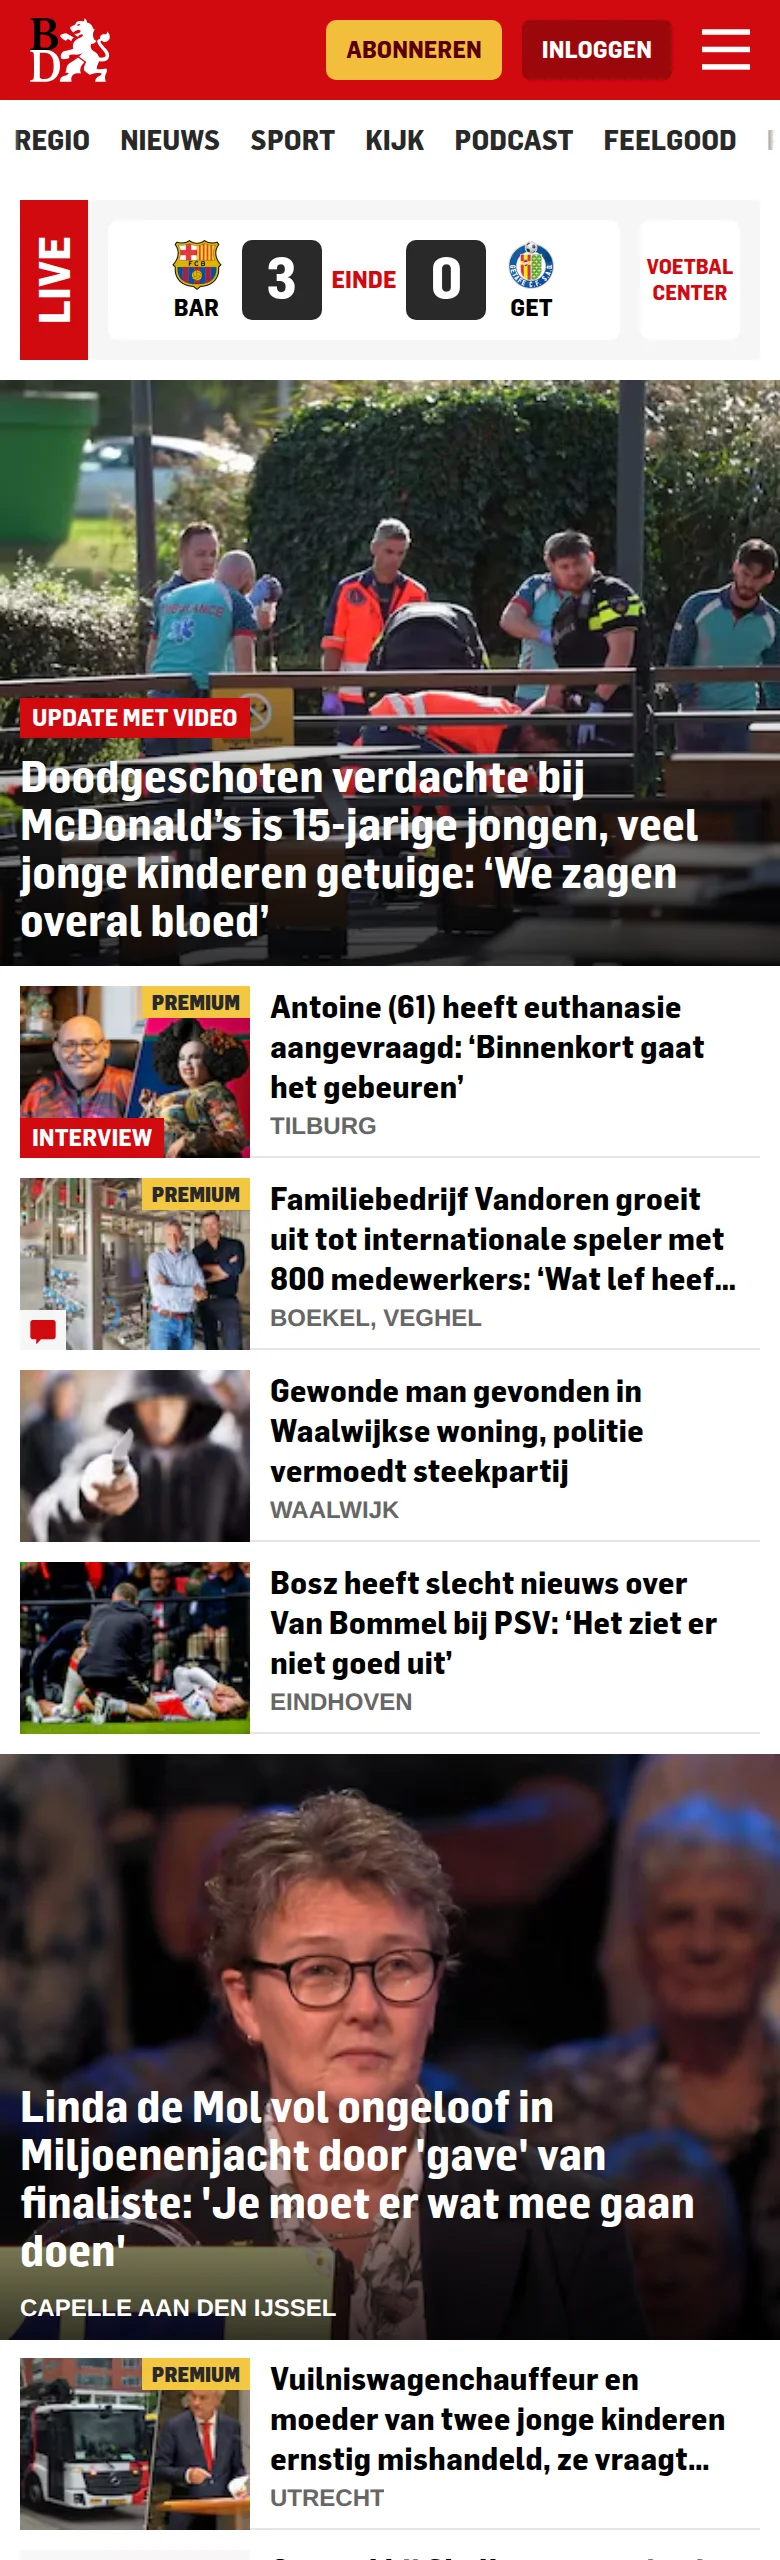 B
D
ABONNEREN
INLOGGEN
REGIO NIEUWS SPORT KIJK PODCAST FEELGOOD
LIVE
BAR
3
EINDE
0
GET
VOETBAL
CENTER
UPDATE MET VIDEO
Doodgeschoten verdachte bij
McDonald’s is 15-jarige jongen, veel
jonge kinderen getuige: ‘We zagen
overal bloed’
PREMIUM
INTERVIEW
Antoine (61) heeft euthanasie
aangevraagd: ‘Binnenkort gaat
het gebeuren’
TILBURG
PREMIUM
Familiebedrijf Vandoren groeit
uit tot internationale speler met
800 medewerkers: ‘Wat lef heef...
BOEKEL, VEGHEL
Gewonde man gevonden in
Waalwijkse woning, politie
vermoedt steekpartij
WAALWIJK
Bosz heeft slecht nieuws over
Van Bommel bij PSV: ‘Het ziet er
niet goed uit’
EINDHOVEN
Linda de Mol vol ongeloof in
Miljoenenjacht door 'gave' van
finaliste: 'Je moet er wat mee gaan
doen'
CAPELLE AAN DEN IJSSEL
PREMIUM
Vuilniswagenchauffeur en
moeder van twee jonge kinderen
ernstig mishandeld, ze vraagt...
UTRECHT